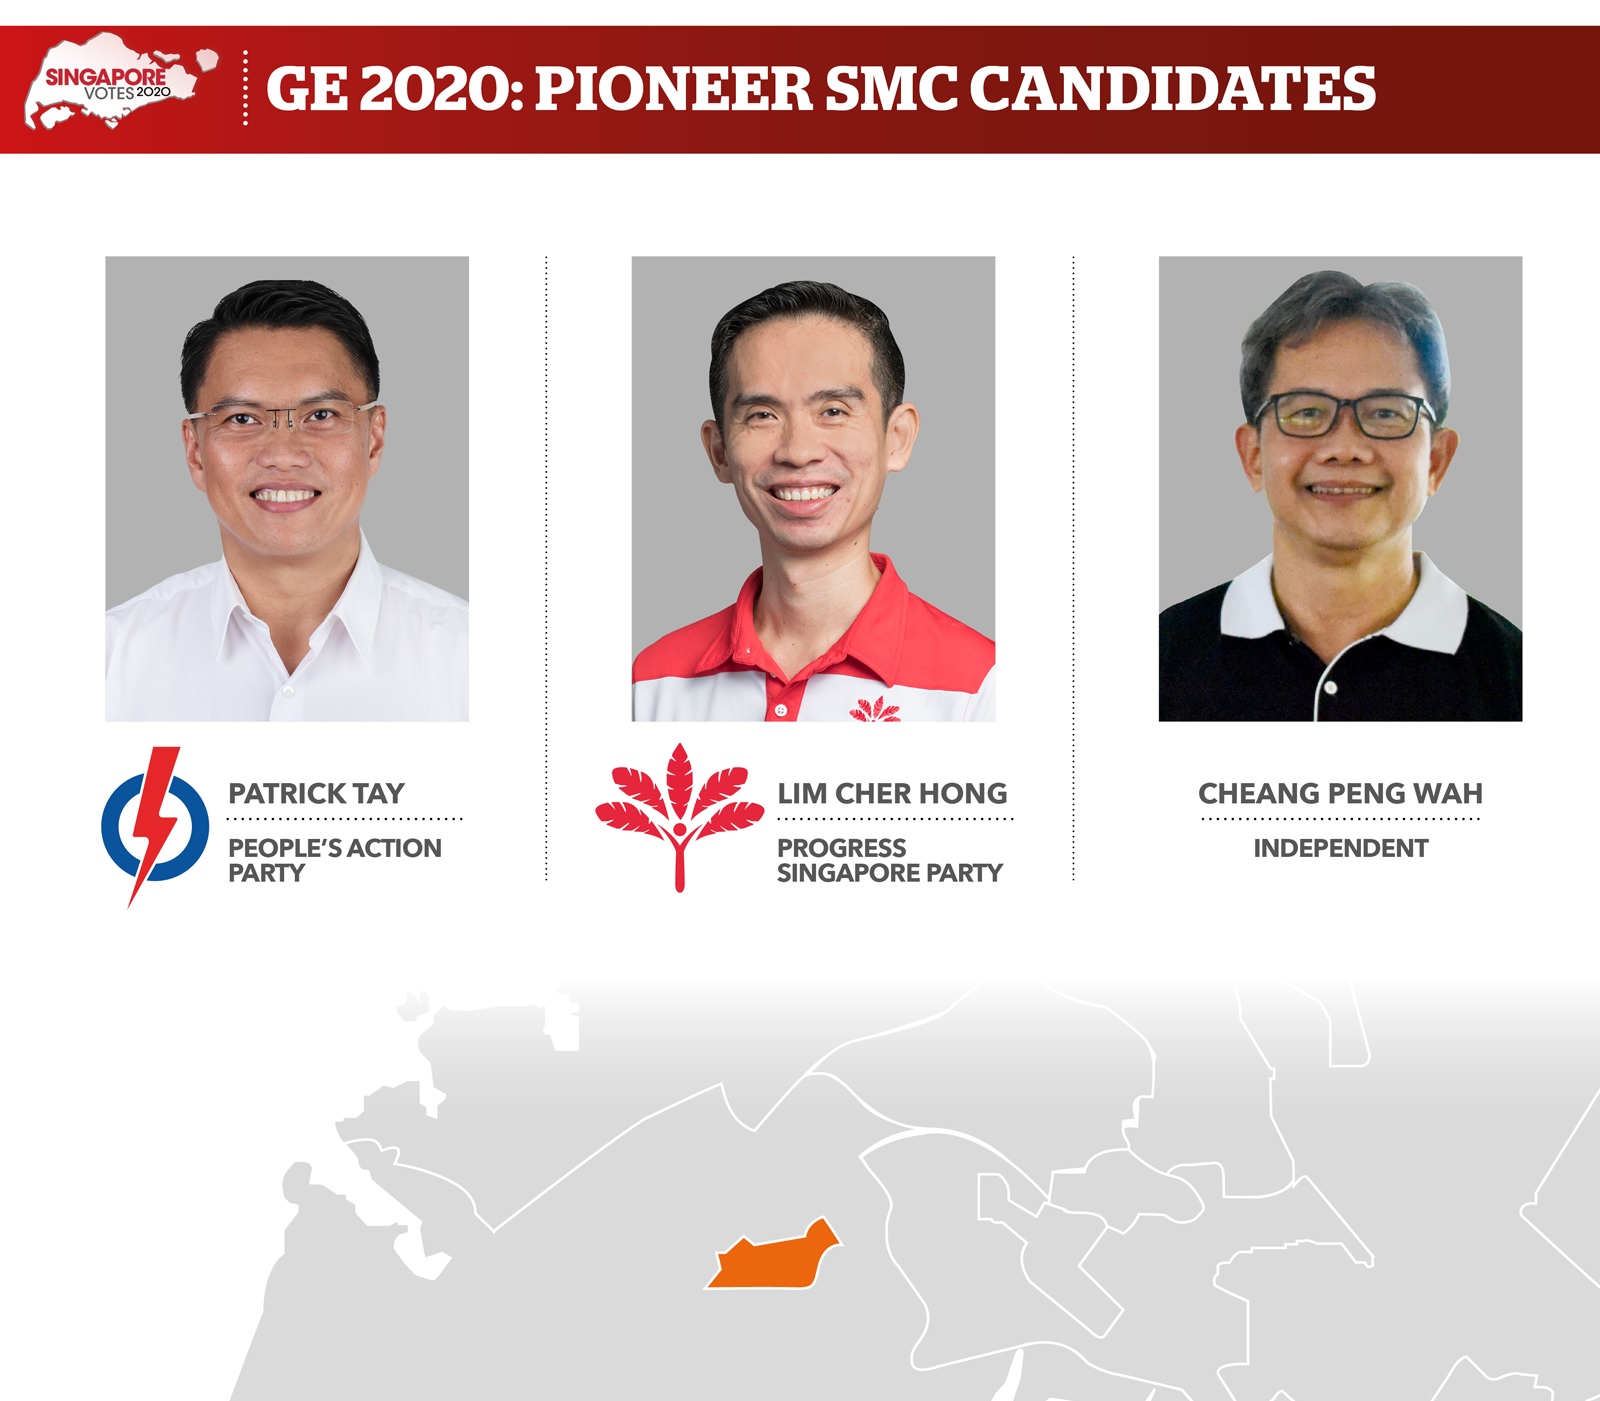 SINGAPORE
VOTES 2020
GE 2020: PIONEER SMC CANDIDATES
PATRICK TAY
PEOPLE'S ACTION
PARTY
LIM CHER HONG
PROGRESS
SINGAPORE PARTY
CHEANG PENG WAH
INDEPENDENT